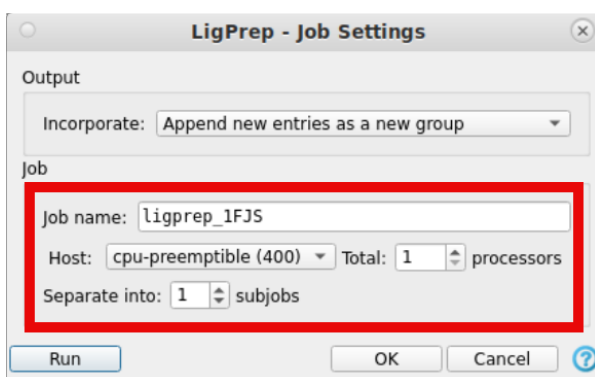 LigPrep - Job Settings
Output
Incorporate: Append new entries as a new group
Job
Job name: ligprep_1FJS
Host: cpu-preemptible (400) Total: 1 processors
Separate into: 1 subjobs
Run OK Cancel ?